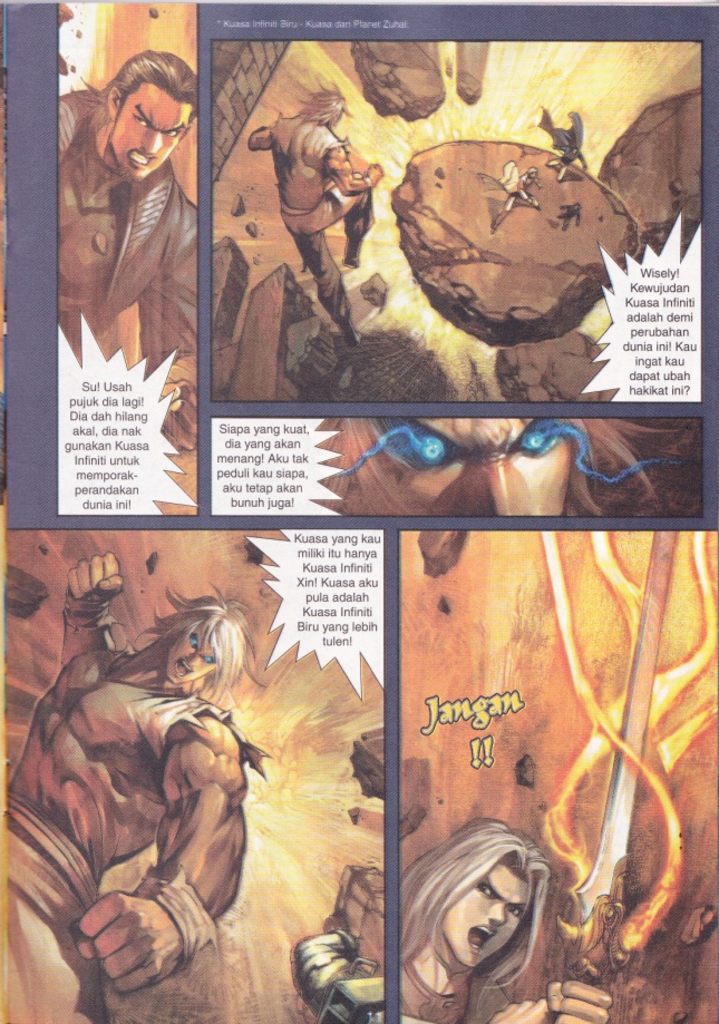 * Kuasa Infiniti Biru - Kuasa dari Planet Zuhal.
Su! Usah
pujuk dia lagi!
Dia dah hilang
akal, dia nak
gunakan Kuasa
Infiniti untuk
memporak-
perandakan
dunia ini!
Wisely!
Kewujudan
Kuasa Infiniti
adalah demi
perubahan
dunia ini! Kau
ingat kau
dapat ubah
hakikat ini?
Siapa yang kuat,
dia yang akan
menang! Aku tak
peduli kau siapa,
aku tetap akan
bunuh juga!
Kuasa yang kau
miliki itu hanya
Kuasa Infiniti
Xin! Kuasa aku
pula adalah
Kuasa Infiniti
Biru yang lebih
tulen!
Jangan
!!